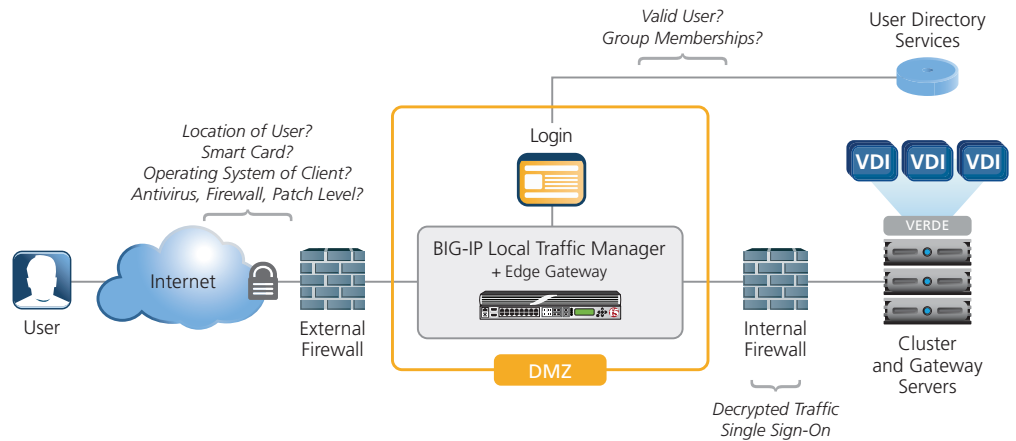 Valid User?
Group Memberships?
User Directory
Services
Location of User?
Smart Card?
Operating System of Client?
Antivirus, Firewall, Patch Level?
Login
VDI
VDI
VDI
VERDE
BIG-IP Local Traffic Manager
+ Edge Gateway
Internet
User
External
Firewall
Internal
Firewall
Cluster
and Gateway
Servers
DMZ
Decrypted Traffic
Single Sign-On